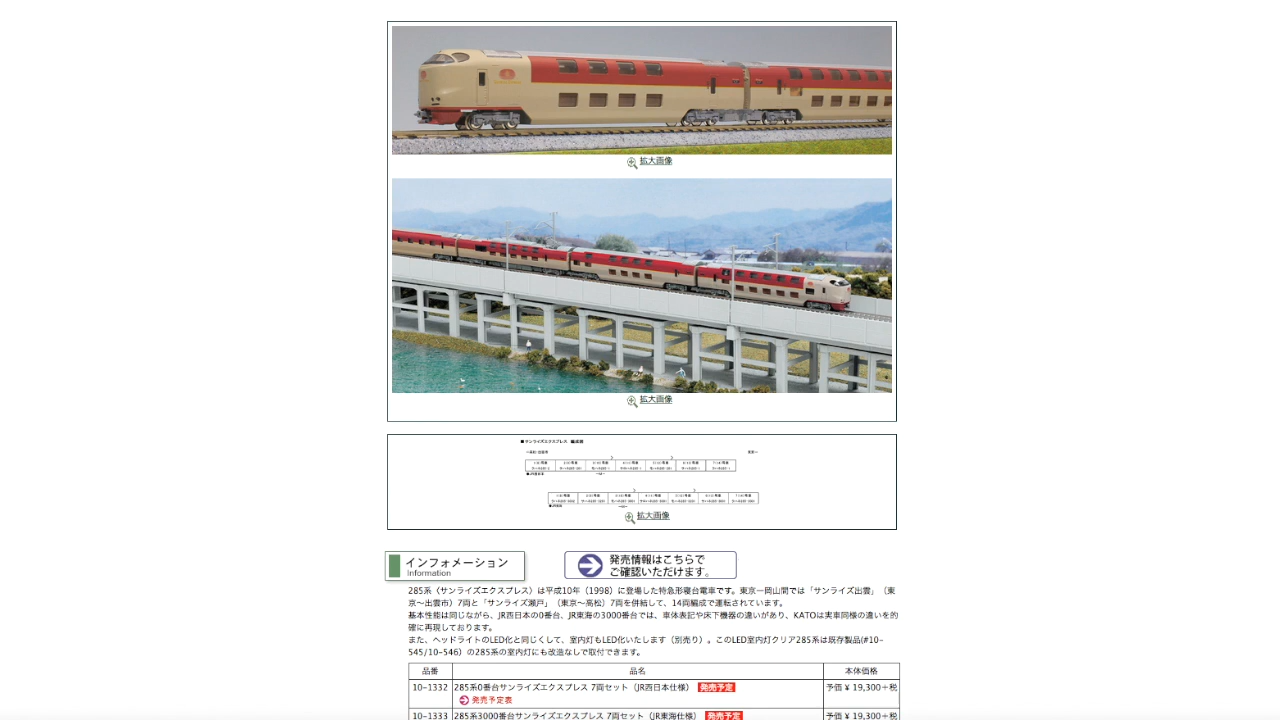 拡大画像
拡大画像
■サンライズエクスプレス 編成図
拡大画像
インフォメーション
Information
発売情報はこちらで
ご確認いただけます。
285系〈サンライズエクスプレス〉は平成10年（1998）に登場した特急形寝台電車です。東京ー岡山間では「サンライズ出雲」（東
京〜出雲市）7両と「サンライズ瀬戸」（東京〜高松）7両を併結して、14両編成で運転されています。
基本性能は同じながら、JR西日本の0番台、JR東海の3000番台では、車体表記や床下機器の違いがあり、KATOは実車同様の違いを的
確に再現しております。
また、ヘッドライトのLED化と同じくして、室内灯もLED化いたします（別売り）。このLED室内灯クリア285系は既存製品(#10-
545/10-546）の285系の室内灯にも改造なしで取付できます。
品番 品名 本体価格
10-1332 285系0番台サンライズエクスプレス 7両セット（JR西日本仕様） 発売予定 予価 ¥ 19,300＋税
発売予定表
10-1333 285系3000番台サンライズエクスプレス 7両セット（JR東海仕様） 発売予定 予価 ¥ 19,300＋税